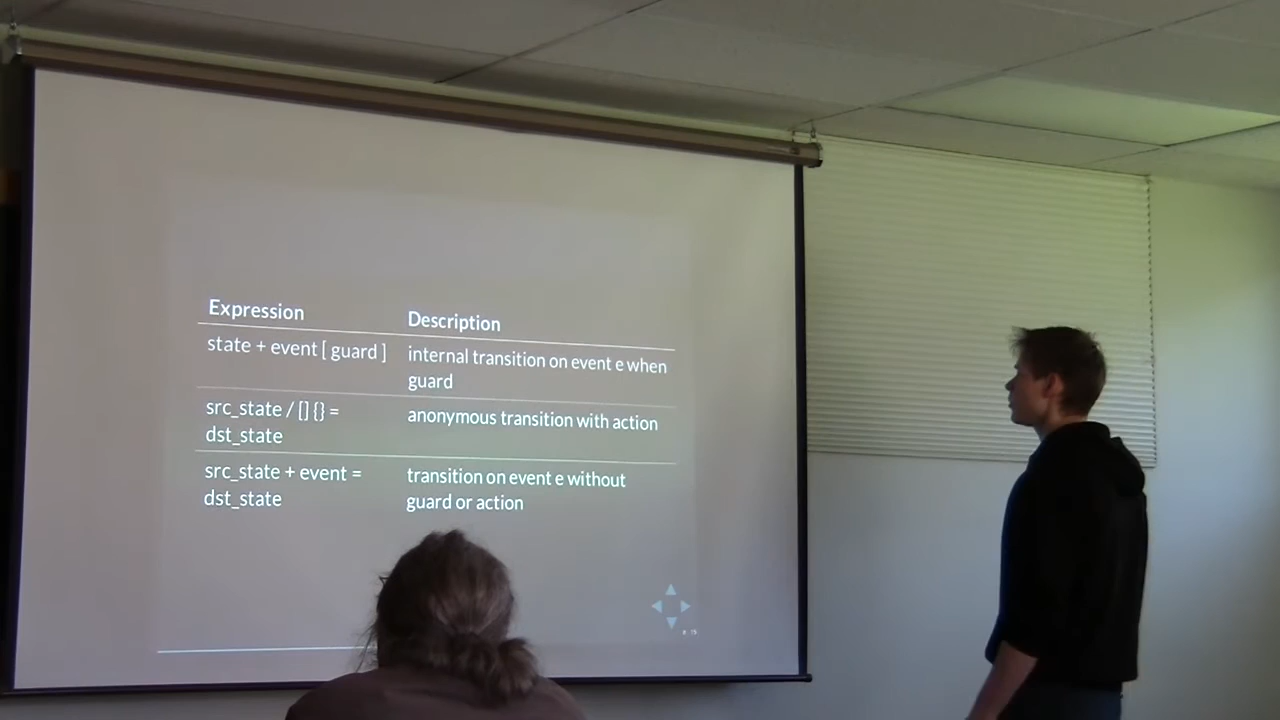 Expression Description
state + event [ guard ] internal transition on event e when
guard
src_state / [] {} = anonymous transition with action
dst_state
src_state + event = transition on event e without
dst_state guard or action